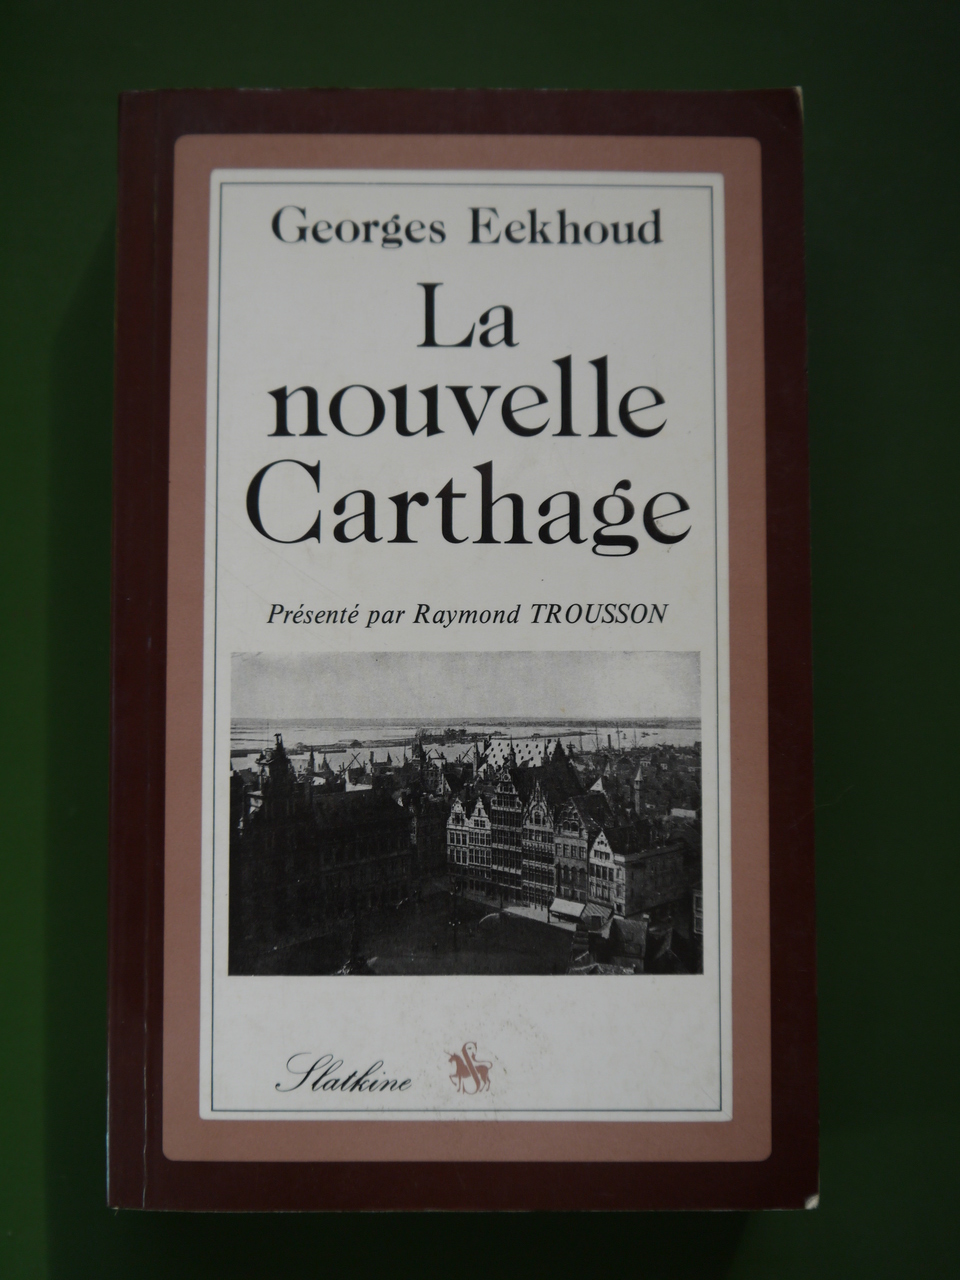 Georges Eekhoud
La
nouvelle
Carthage
Présenté par Raymond TROUSSON
Slatkine